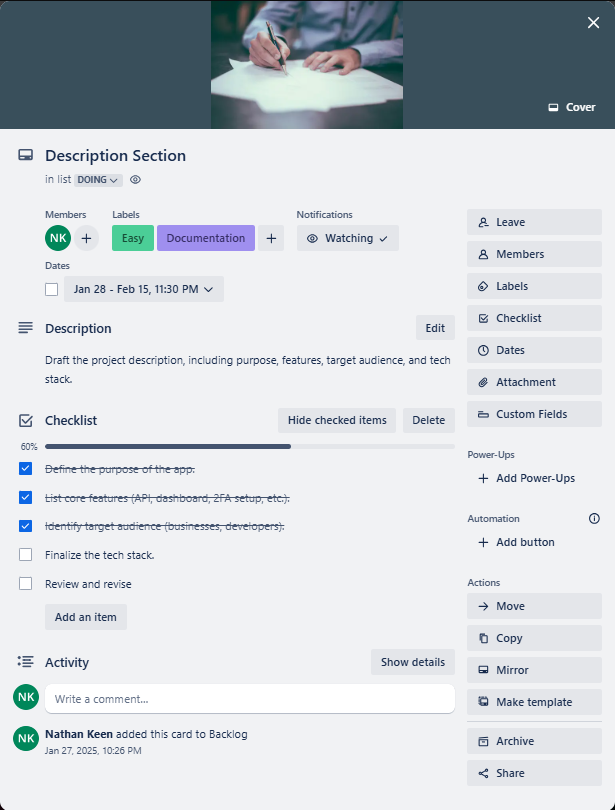 Cover
Description Section
in list DOING
Members
Labels
Notifications
NK
Easy
Documentation
Watching
Dates
Jan 28 - Feb 15, 11:30 PM
Description
Edit
Draft the project description, including purpose, features, target audience, and tech
stack.
Checklist
Hide checked items
Delete
60%
Define the purpose of the app.
List core features (API, dashboard, 2FA setup, etc.).
Identify target audience (businesses, developers).
Finalize the tech stack.
Review and revise
Add an item
Activity
Show details
NK
Write a comment...
NK
Nathan Keen added this card to Backlog
Jan 27, 2025, 10:26 PM
Leave
Members
Labels
Checklist
Dates
Attachment
Custom Fields
Power-Ups
Add Power-Ups
Automation
Add button
Actions
Move
Copy
Mirror
Make template
Archive
Share